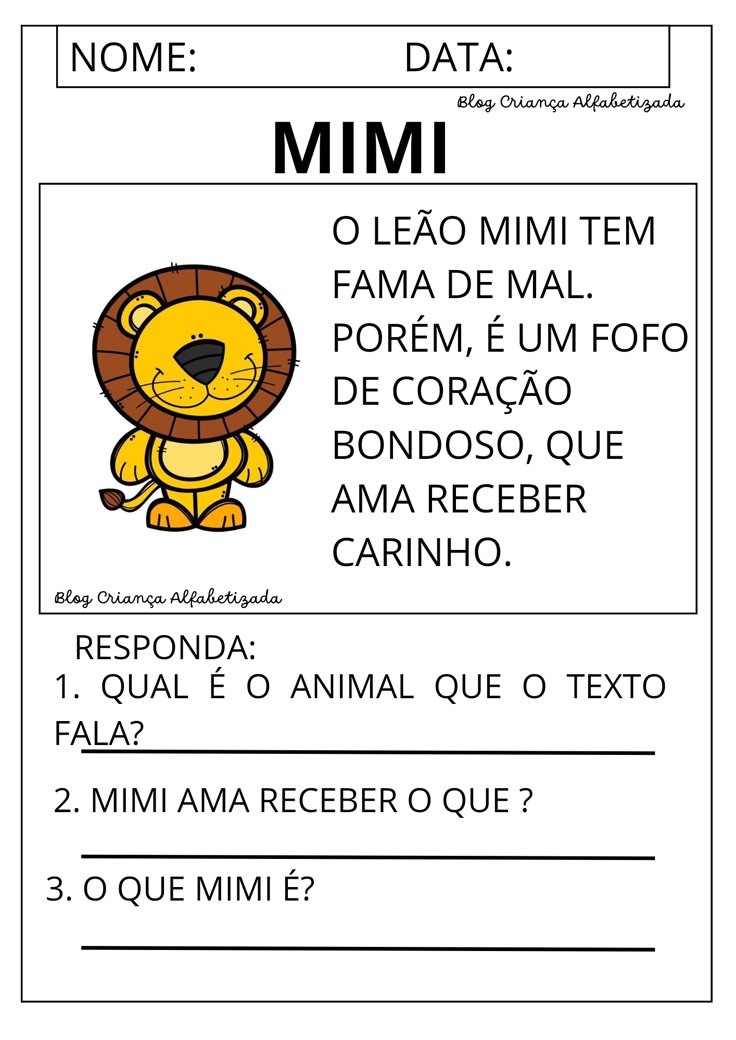 NOME: DATA:
Blog Criança Alfabetizada
MIMI
O LEÃO MIMI TEM
FAMA DE MAL.
PORÉM, É UM FOFO
DE CORAÇÃO
BONDOSO, QUE
AMA RECEBER
CARINHO.
Blog Criança Alfabetizada
RESPONDA:
1. QUAL É O ANIMAL QUE O TEXTO
FALA?
2. MIMI AMA RECEBER O QUE ?
3. O QUE MIMI É?